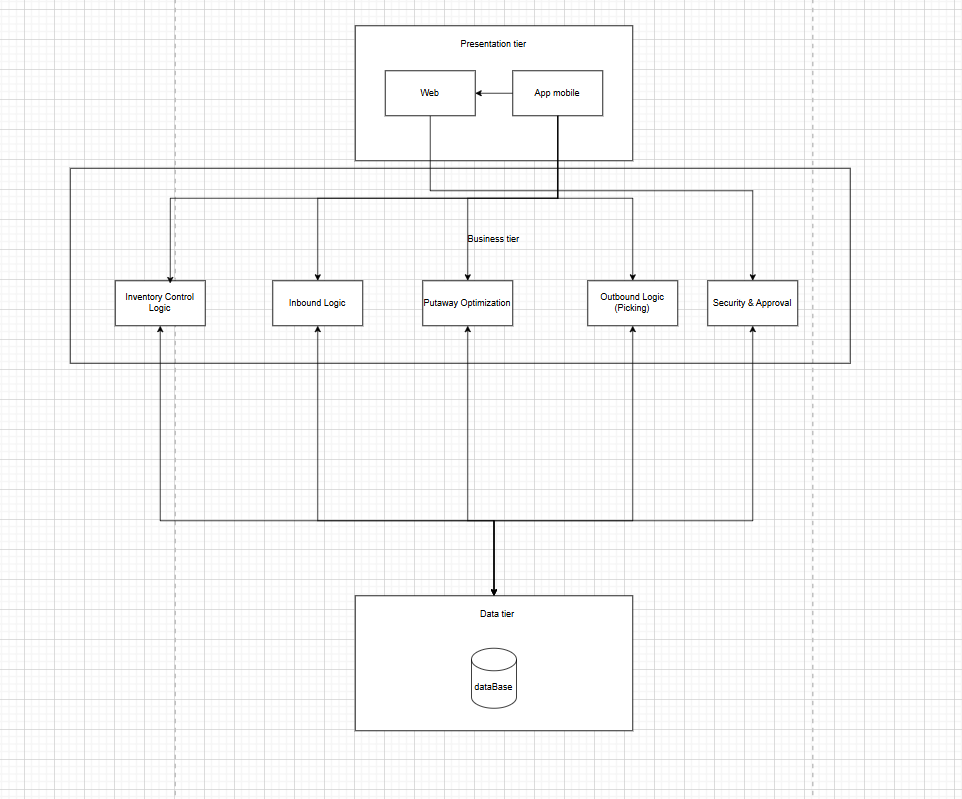 Presentation tier
Web
App mobile
Business tier
Inventory Control
Logic
Inbound Logic
Putaway Optimization
Outbound Logic
(Picking)
Security & Approval
Data tier
dataBase